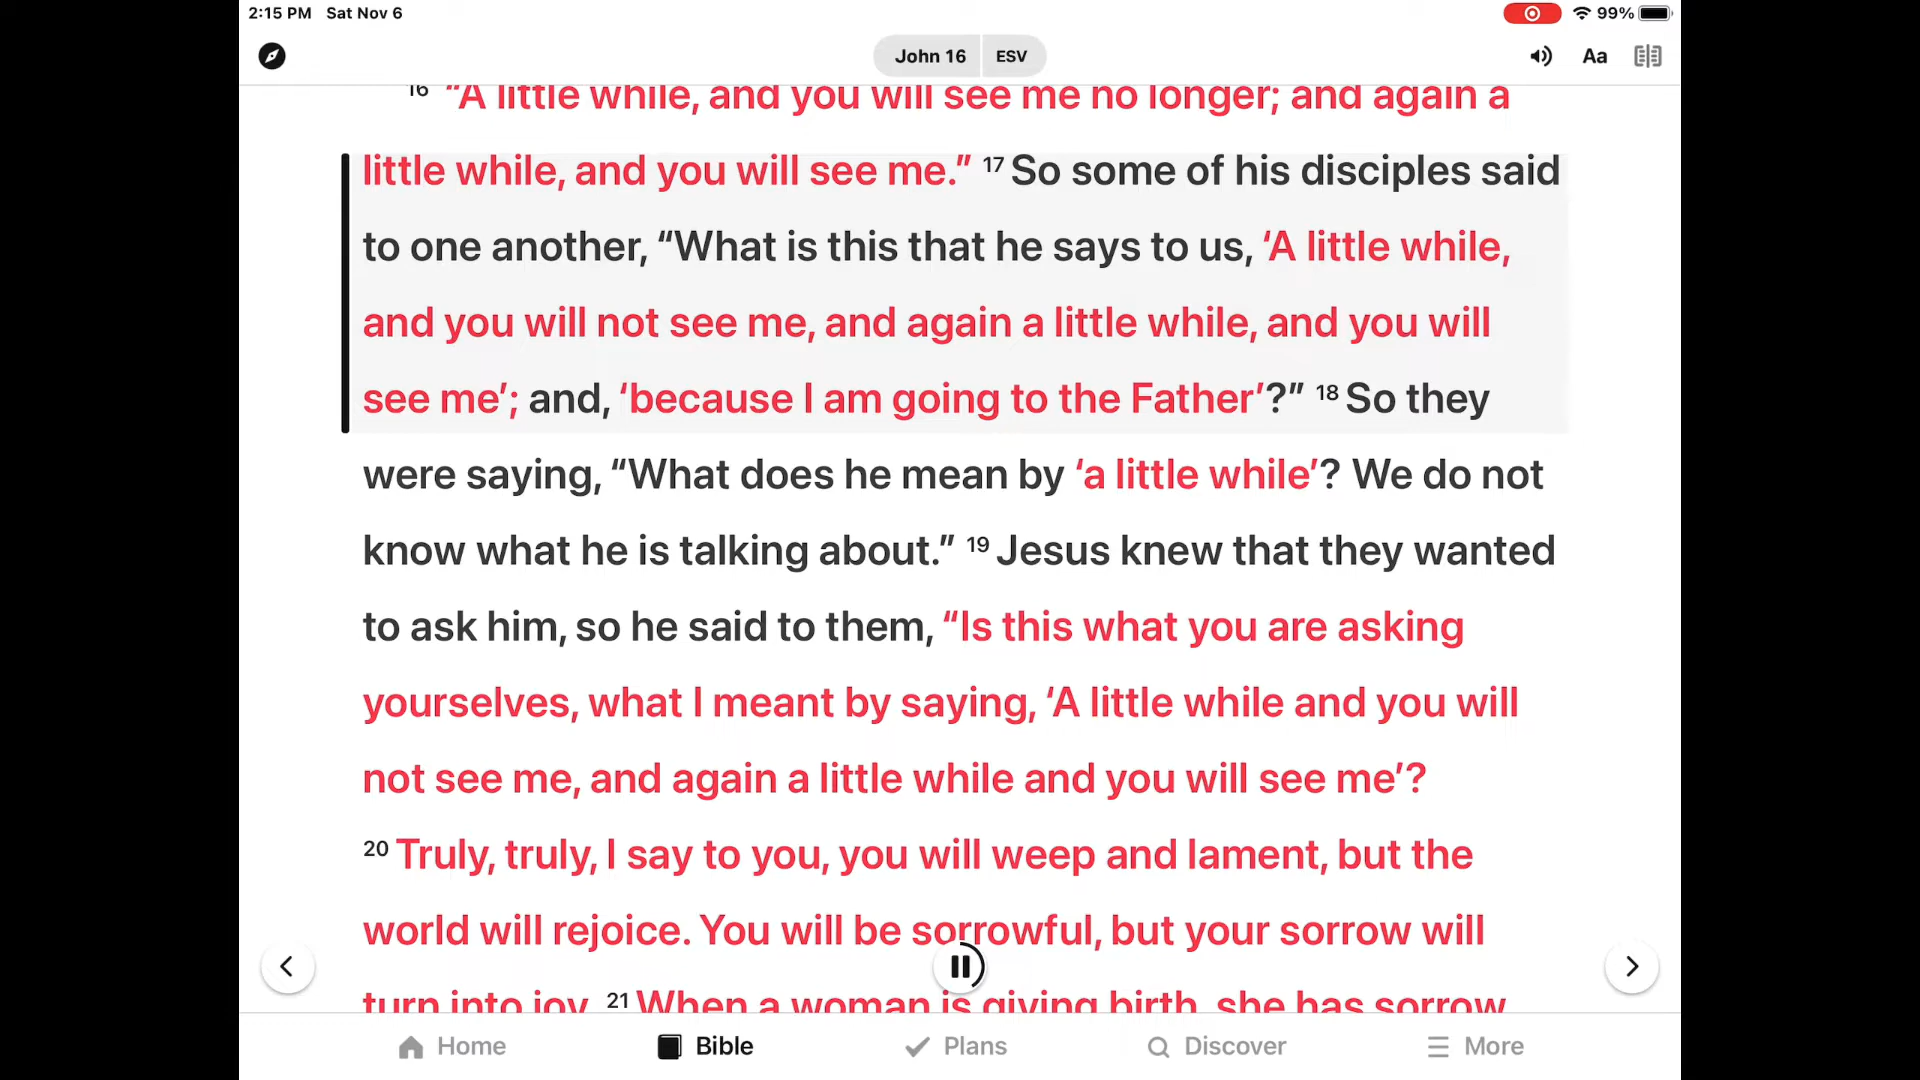 2:15 PM Sat Nov 6
99%
John 16 ESV
Aa
16 “A little while, and you will see me no longer; and again a
little while, and you will see me.” 17 So some of his disciples said
to one another, “What is this that he says to us, ‘A little while,
and you will not see me, and again a little while, and you will
see me’; and, ‘because I am going to the Father’?” 18 So they
were saying, “What does he mean by ‘a little while’? We do not
know what he is talking about.” 19 Jesus knew that they wanted
to ask him, so he said to them, “Is this what you are asking
yourselves, what I meant by saying, ‘A little while and you will
not see me, and again a little while and you will see me’?
20 Truly, truly, I say to you, you will weep and lament, but the
world will rejoice. You will be sorrowful, but your sorrow will
turn into joy. 21 When a woman is giving birth, she has sorrow
Home Bible Plans Discover More